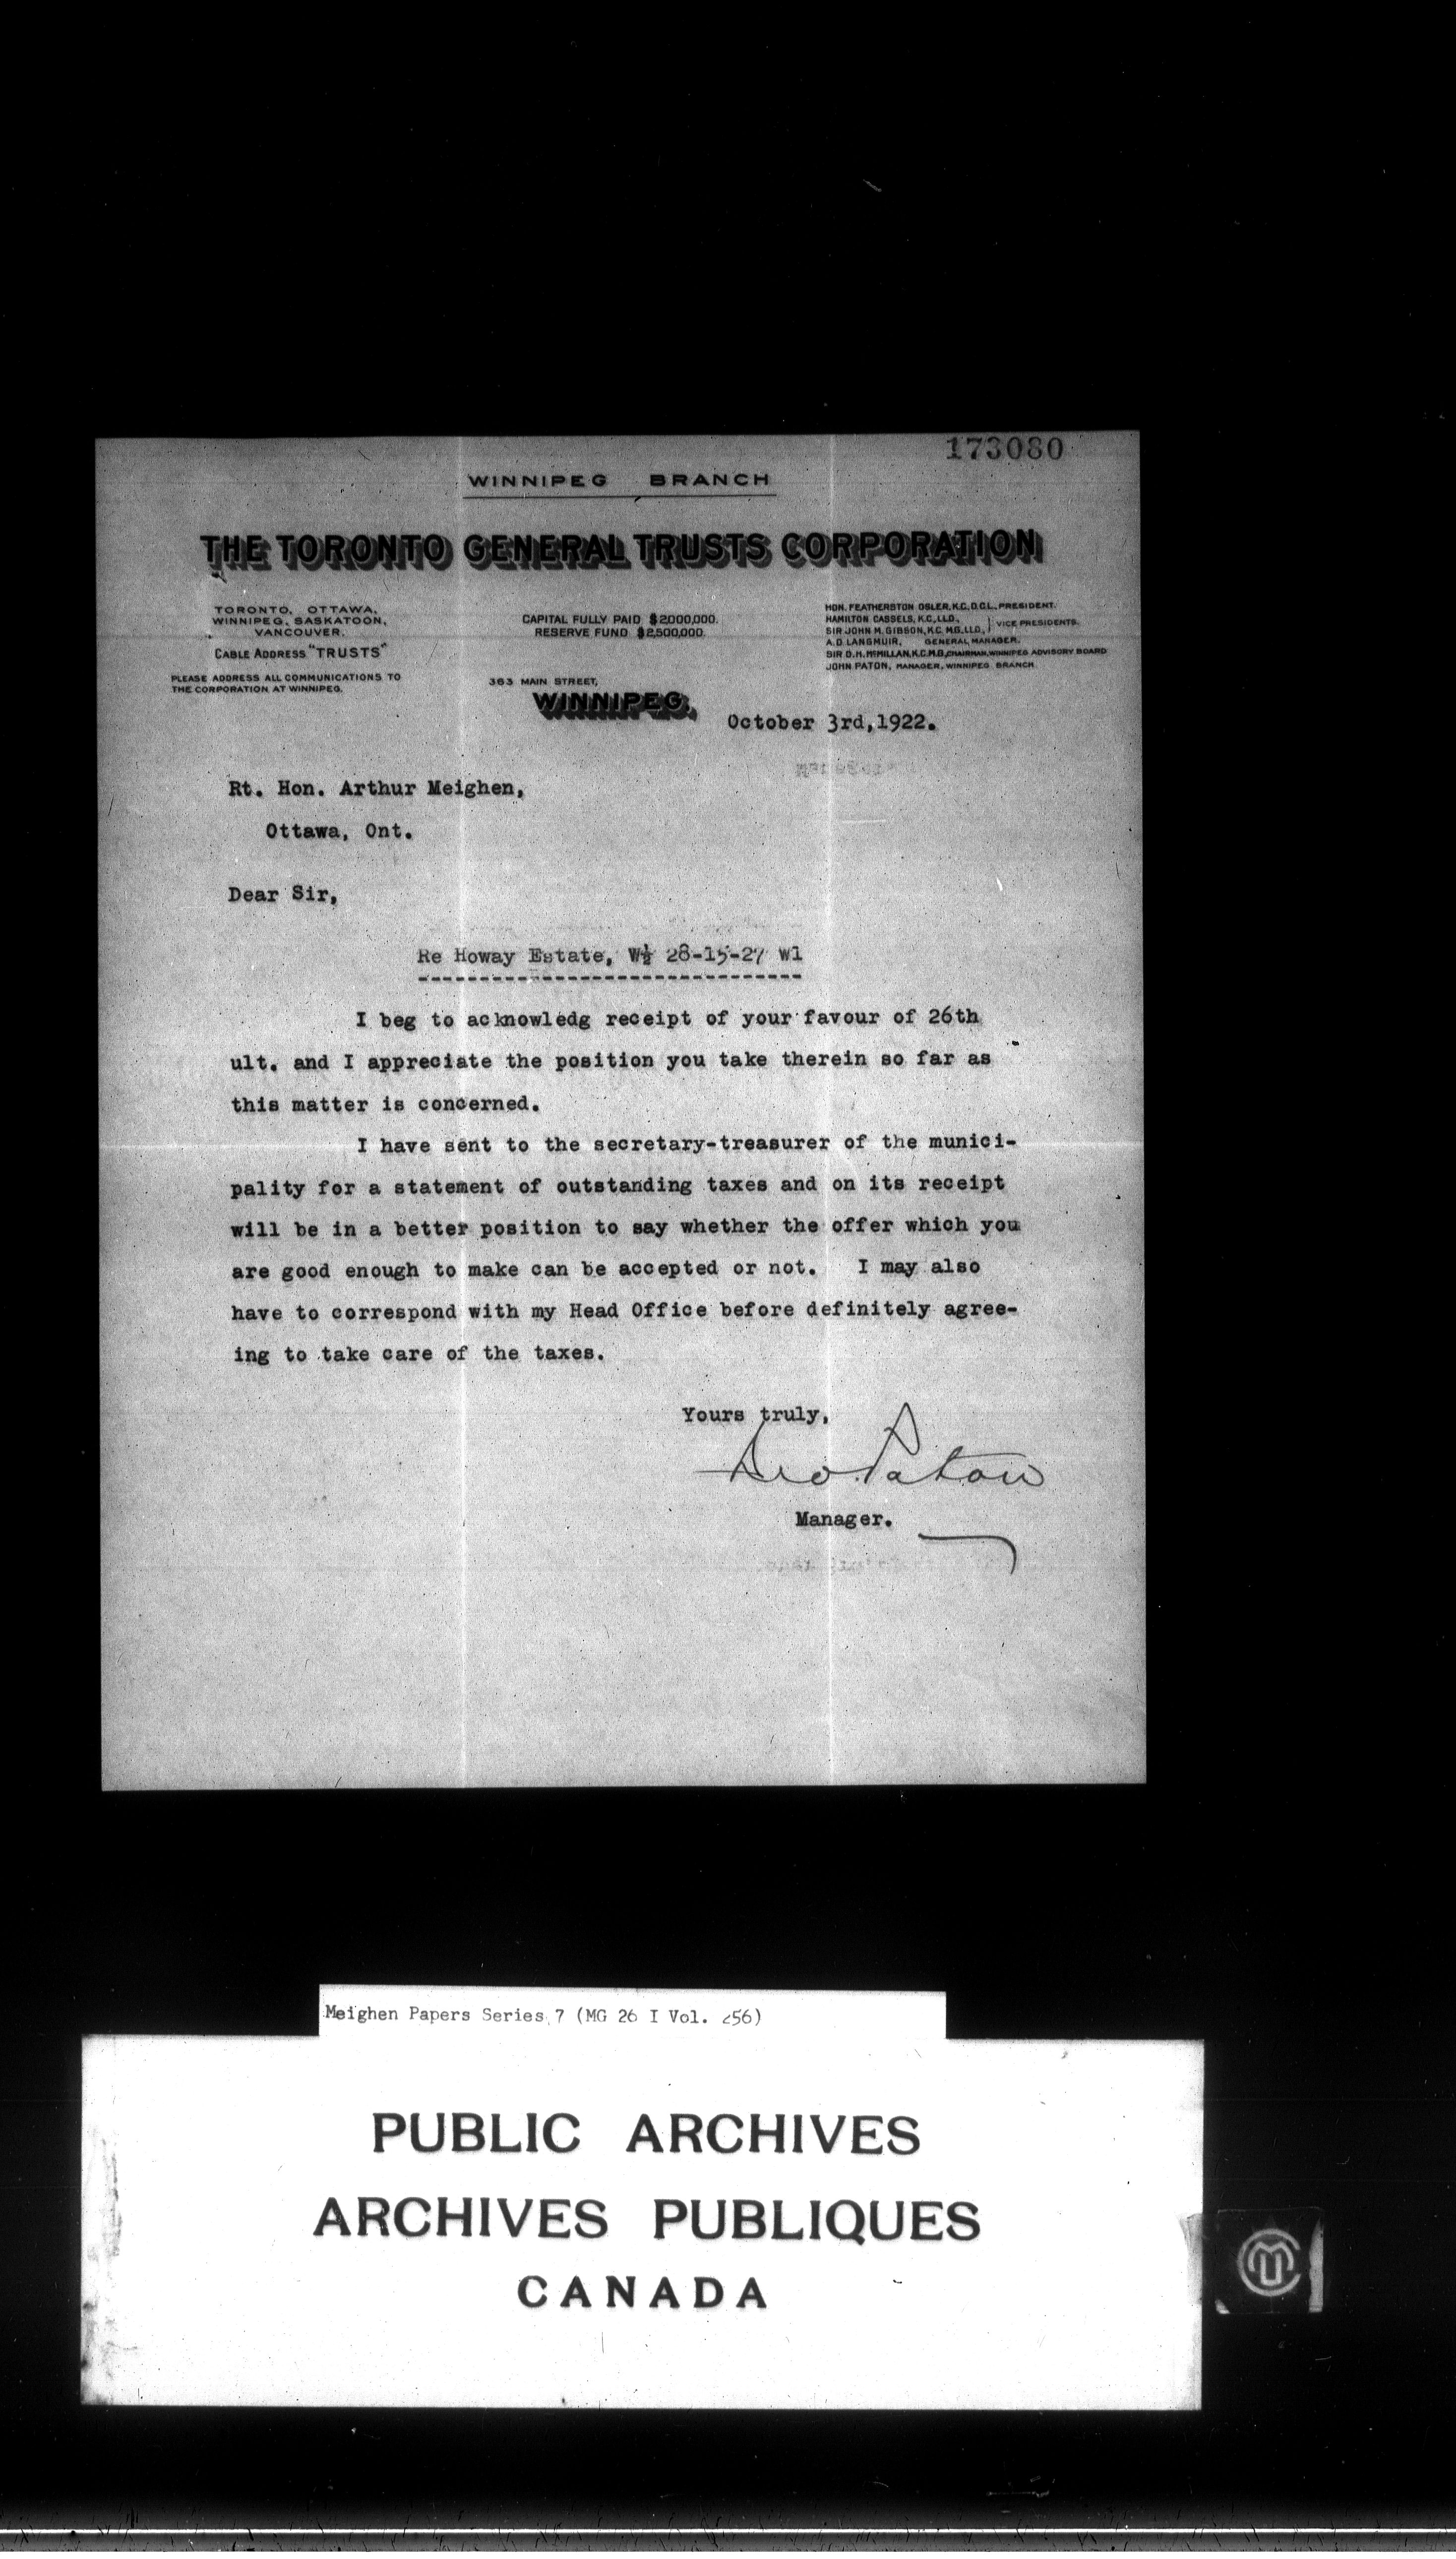 173080
WINNIPEG BRANCH
THE TORONTO GENERAL TRUSTS CORPORATION
TORONTO, OTTAWA,
WINNIPEG, SASKATOON,
VANCOUVER.
CABLE ADDRESS "TRUSTS"
PLEASE ADDRESS ALL COMMUNICATIONS TO
THE CORPORATION AT WINNIPEG.
CAPITAL FULLY PAID $2,000,000.
RESERVE FUND $2,500,000.
HON. FEATHERSTON OSLER, K.C., D.C.L., PRESIDENT.
HAMILTON CASSELS, K.C., LL.D.,
SIR JOHN M. GIBSON, K.C. M.G. LL.D., } VICE PRESIDENTS.
A.D. LANGMUIR, GENERAL MANAGER.
SIR D.H. McMILLAN, K.C.M.G., CHAIRMAN, WINNIPEG ADVISORY BOARD
JOHN PATON, MANAGER, WINNIPEG BRANCH
363 MAIN STREET,
WINNIPEG,
October 3rd, 1922.
Rt. Hon. Arthur Meighen,
Ottawa, Ont.
Dear Sir,
Re Howay Estate, W½ 28-15-27 W1
I beg to acknowledg receipt of your favour of 26th
ult. and I appreciate the position you take therein so far as
this matter is concerned.
I have sent to the secretary-treasurer of the munici-
pality for a statement of outstanding taxes and on its receipt
will be in a better position to say whether the offer which you
are good enough to make can be accepted or not. I may also
have to correspond with my Head Office before definitely agree-
ing to take care of the taxes.
Yours truly,
Jno. Paton
Manager.
Meighen Papers Series 7 (MG 26 I Vol. 256)
PUBLIC ARCHIVES
ARCHIVES PUBLIQUES
CANADA